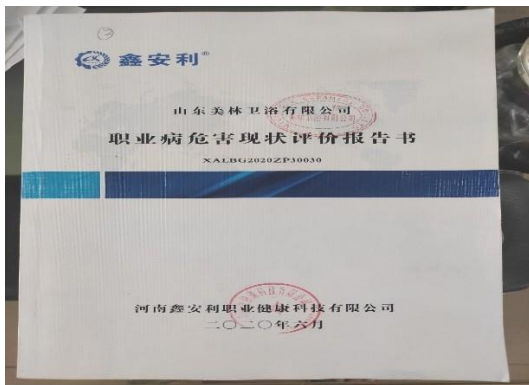 ③
鑫安利®
山东美林卫浴有限公司
职业病危害现状评价报告书
XALBG2020ZP30030
河南鑫安利职业健康科技有限公司
二〇二〇年六月